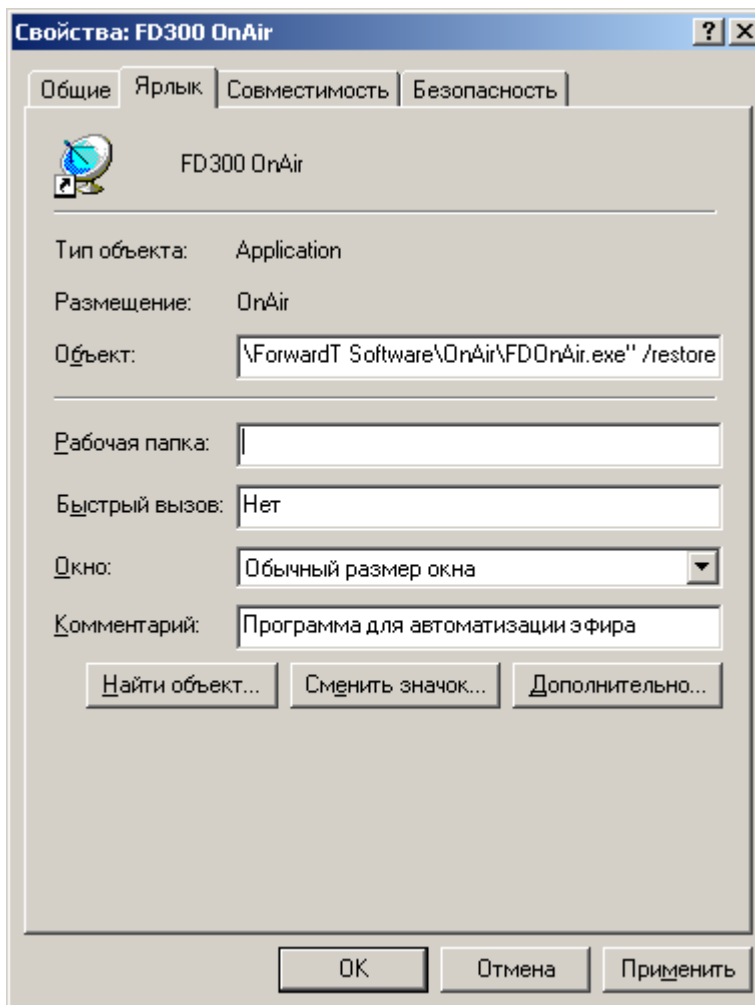 Свойства: FD300 OnAir
Общие Ярлык Совместимость Безопасность
FD300 OnAir
Тип объекта: Application
Размещение: OnAir
Объект: \ForwardT Software\OnAir\FDOnAir.exe" /restore
Рабочая папка:
Быстрый вызов: Нет
Окно: Обычный размер окна
Комментарий: Программа для автоматизации эфира
Найти объект... Сменить значок... Дополнительно...
OK Отмена Применить